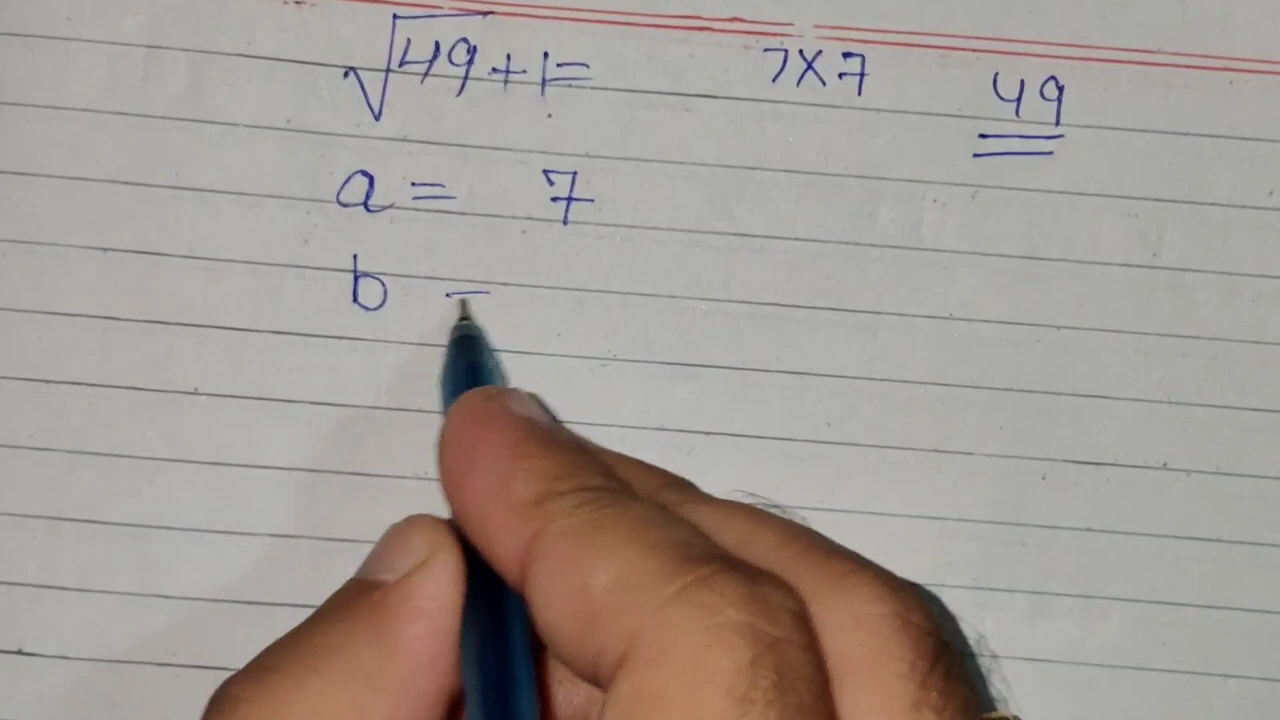 √49 + 1 = 7 × 7 49
a = 7
b =